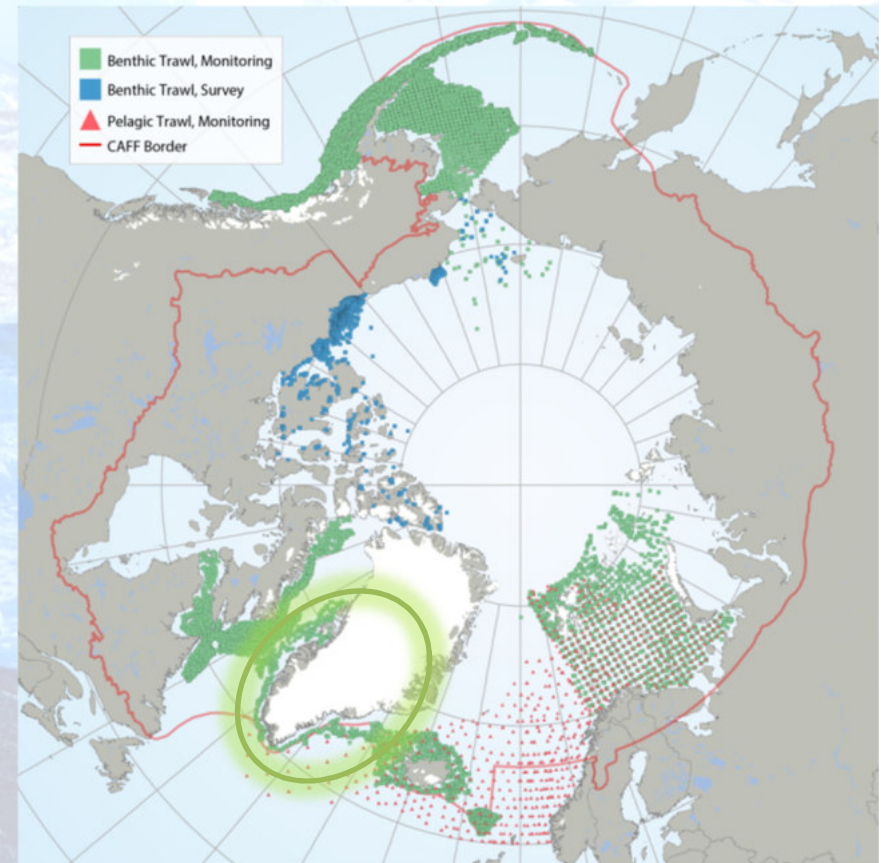 Benthic Trawl, Monitoring
Benthic Trawl, Survey
Pelagic Trawl, Monitoring
CAFF Border